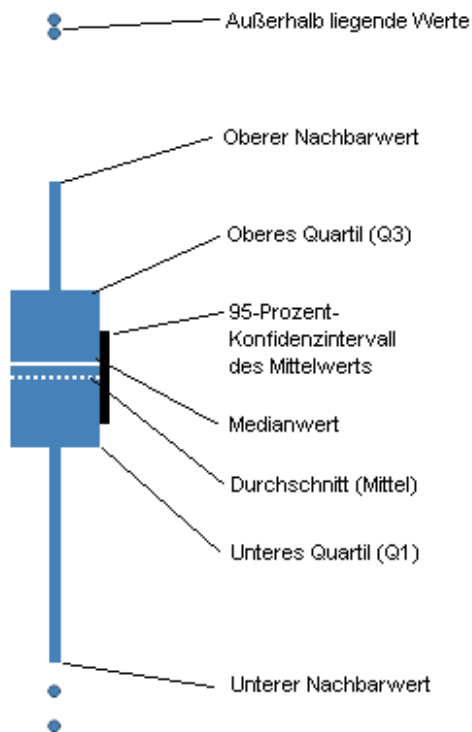 Außerhalb liegende Werte
Oberer Nachbarwert
Oberes Quartil (Q3)
95-Prozent-
Konfidenzintervall
des Mittelwerts
Medianwert
Durchschnitt (Mittel)
Unteres Quartil (Q1)
Unterer Nachbarwert